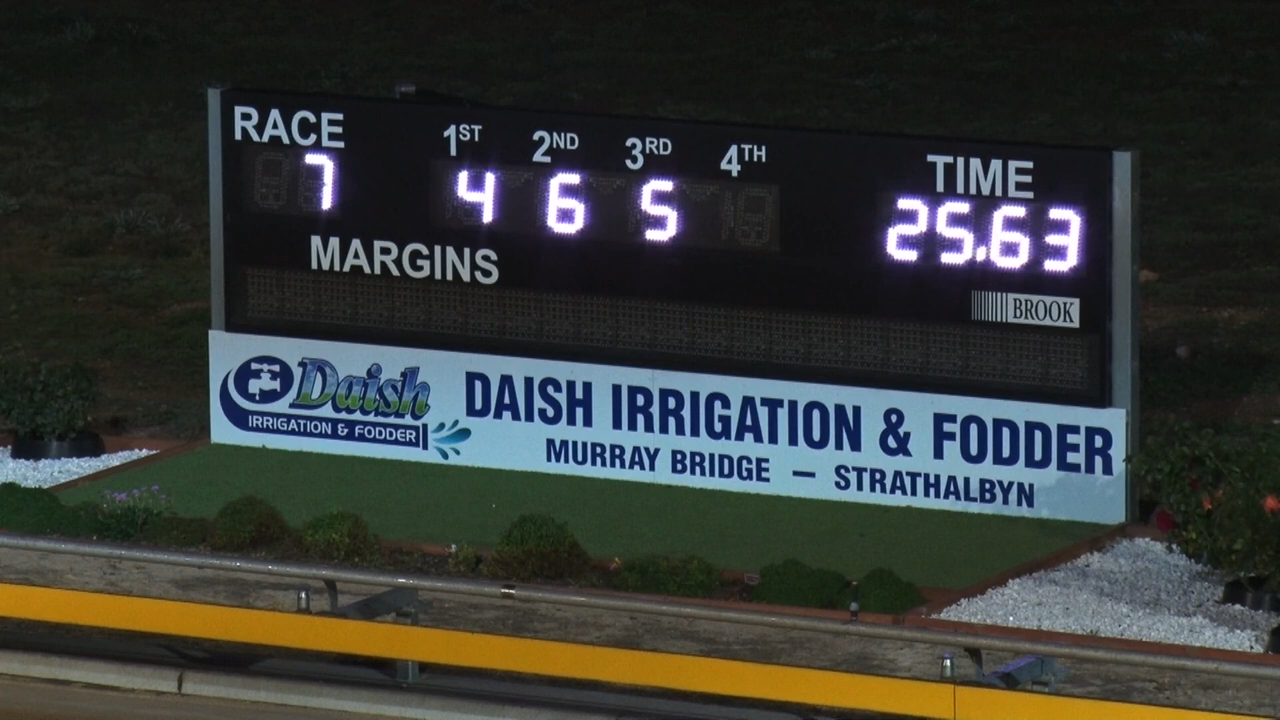 RACE 1ST 2ND 3RD 4TH TIME
7 4 6 5 25.63
MARGINS
BROOK
Daish
IRRIGATION & FODDER
DAISH IRRIGATION & FODDER
MURRAY BRIDGE – STRATHALBYN